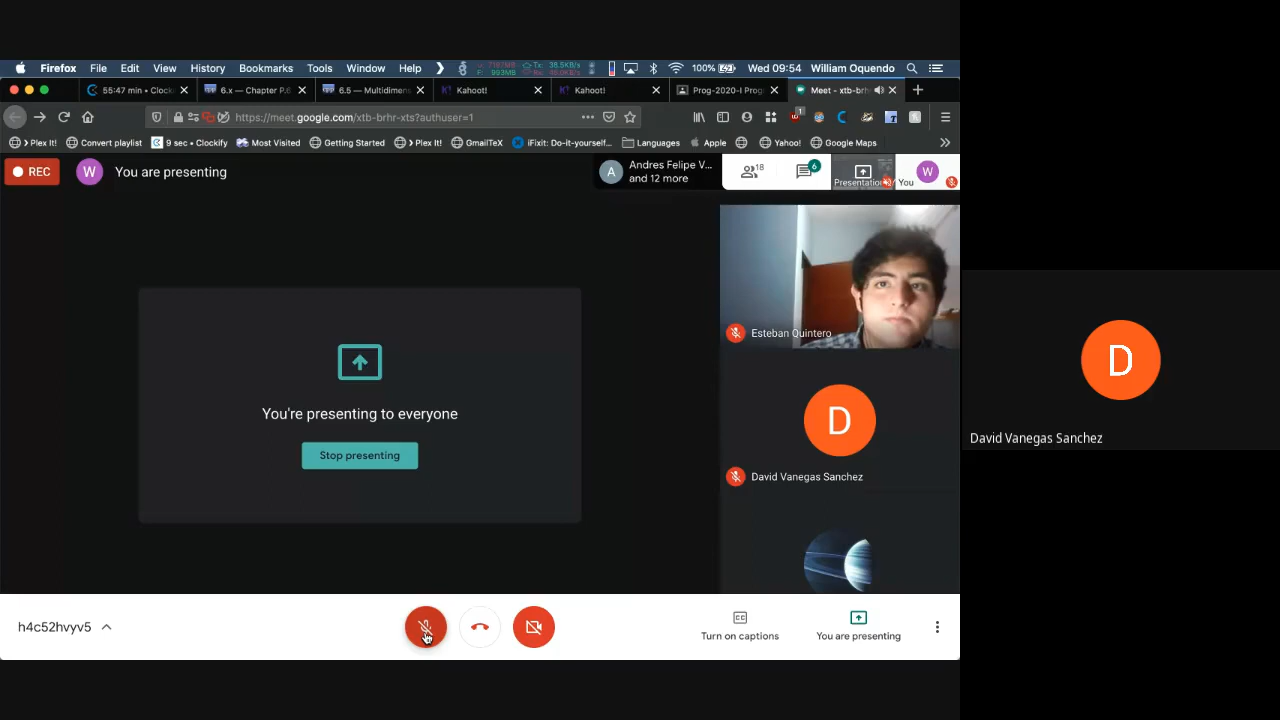 Firefox File Edit View History Bookmarks Tools Window Help 100% Wed 09:54 William Oquendo
55:47 min • Clock 6.x — Chapter P.6 6.5 — Multidimens Kahoot! Kahoot! Prog-2020-I Prog Meet - xtb-brh
https://meet.google.com/xtb-brhr-xts?authuser=1
Plex It! Convert playlist 9 sec • Clockify Most Visited Getting Started Plex It! GmailTeX iFixit: Do-it-yourself... Languages Apple Yahoo! Google Maps
REC
W
You are presenting
A
Andres Felipe V...
and 12 more
18
6
Presentation
You
W
Esteban Quintero
You're presenting to everyone
Stop presenting
D
David Vanegas Sanchez
D
David Vanegas Sanchez
h4c52hvyv5
Turn on captions
You are presenting